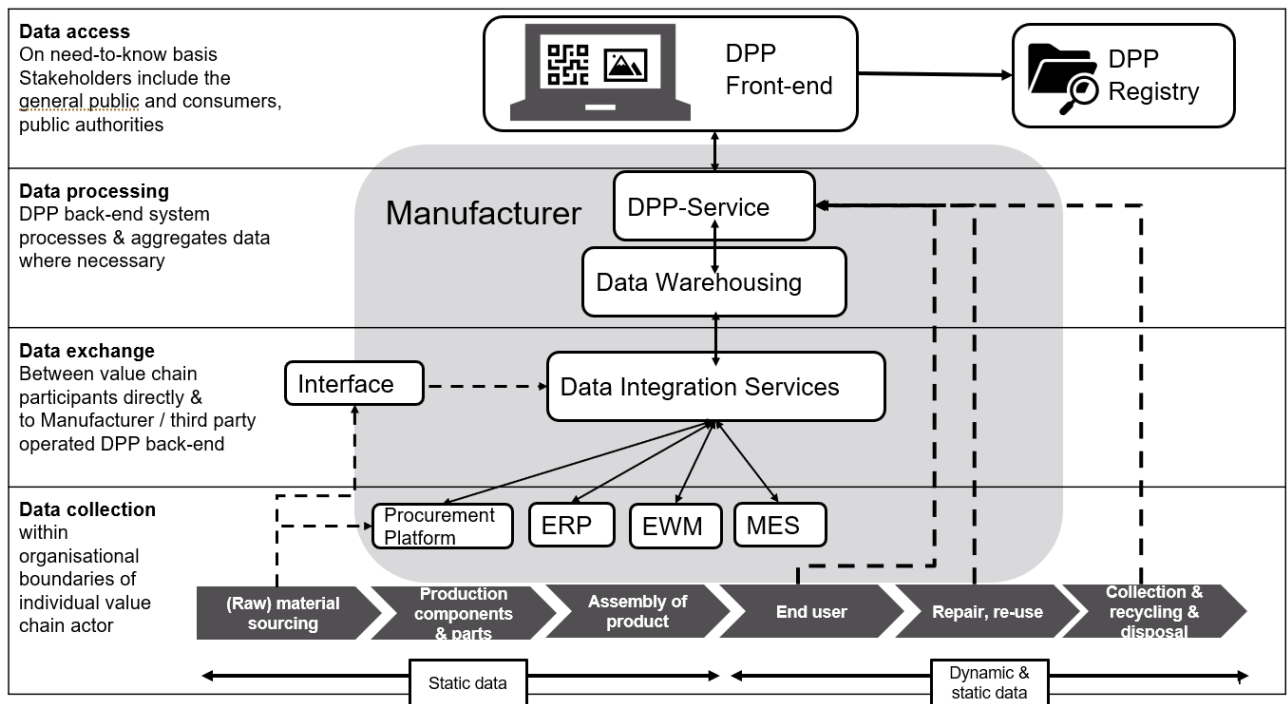 Data access
On need-to-know basis
Stakeholders include the
general public and consumers,
public authorities
DPP
Front-end
DPP
Registry
Data processing
DPP back-end system
processes & aggregates data
where necessary
Manufacturer
DPP-Service
Data Warehousing
Data exchange
Between value chain
participants directly &
to Manufacturer / third party
operated DPP back-end
Interface
Data Integration Services
Data collection
within
organisational
boundaries of
individual value
chain actor
Procurement
Platform
ERP
EWM
MES
(Raw) material
sourcing
Production
components
& parts
Assembly of
product
End user
Repair, re-use
Collection &
recycling &
disposal
Static data
Dynamic &
static data